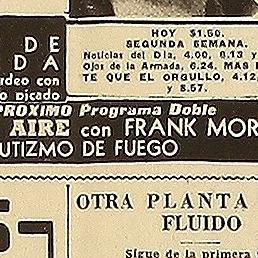 HOY $1.50.
SEGUNDA SEMANA.
Noticias del Día, 4.00, 6.13 y
Ojos de la Armada, 6.24. MAS
TE QUE EL ORGULLO, 4.12,
y 8.57.
DE
DA
rdeo con
o picado
PROXIMO Programa Doble
AIRE con FRANK MOR
UTIZMO DE FUEGO
OTRA PLANTA
FLUIDO
Sigue de la primera